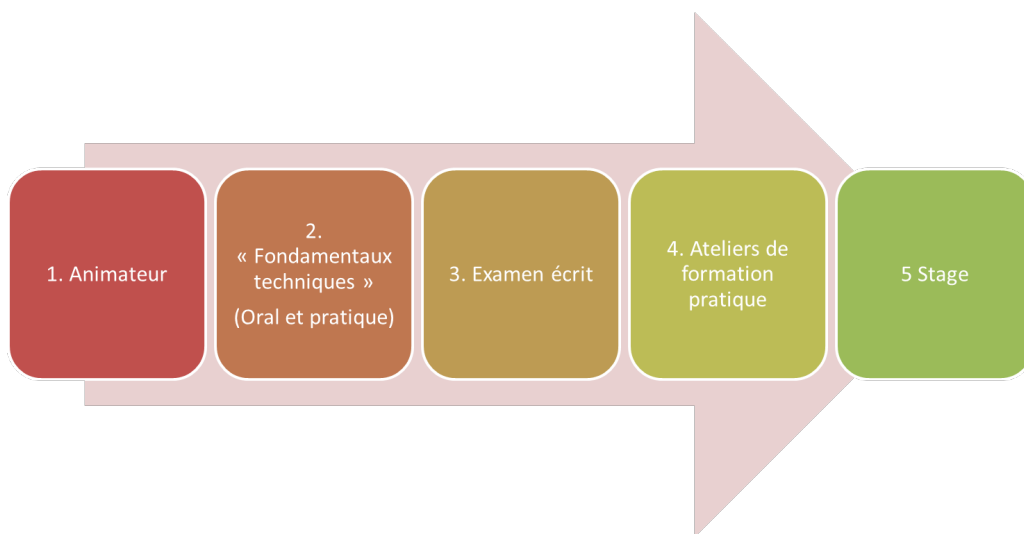 1. Animateur
2.
« Fondamentaux
techniques »
(Oral et pratique)
3. Examen écrit
4. Ateliers de
formation
pratique
5 Stage